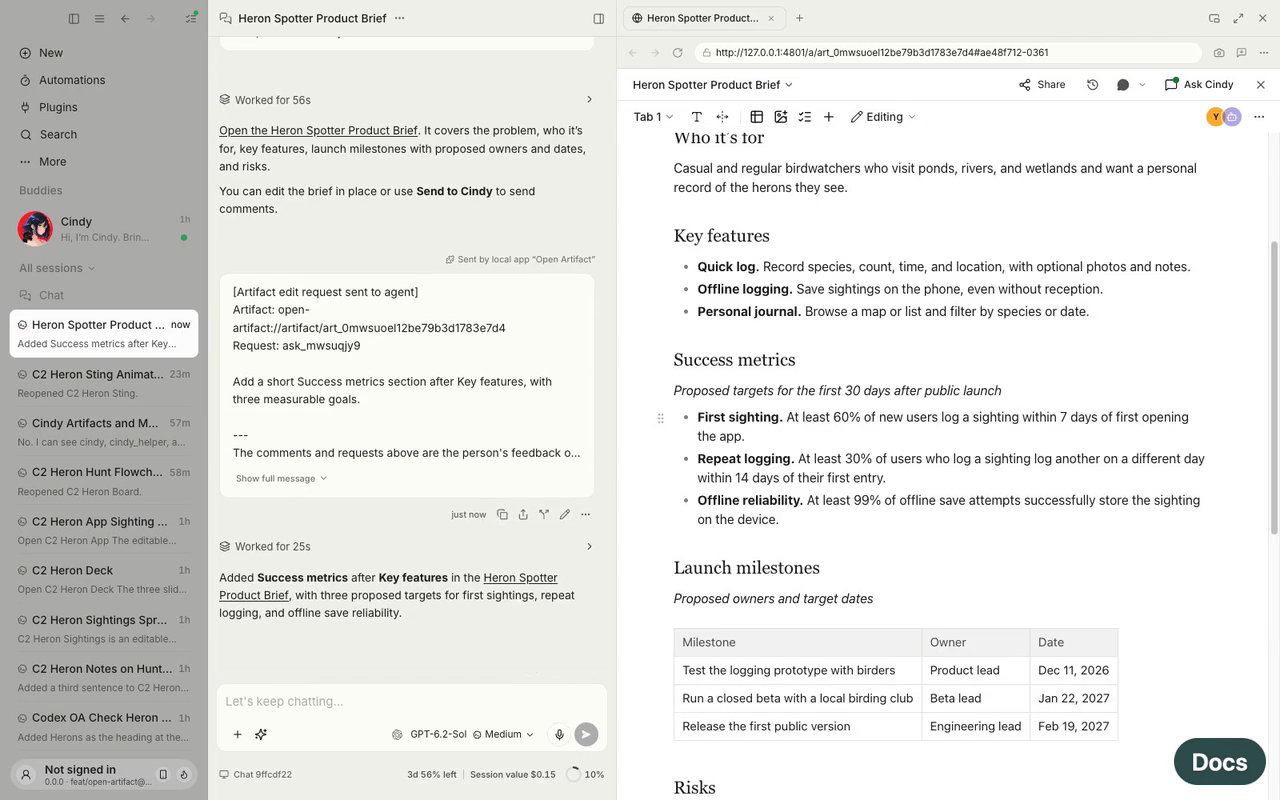 New
Automations
Plugins
Search
More
Buddies
Cindy
1h
Hi, I'm Cindy. Brin…
All sessions
Chat
Heron Spotter Product …
now
Added Success metrics after Key…
C2 Heron Sting Animat…
23m
Reopened C2 Heron Sting.
Cindy Artifacts and M…
57m
No. I can see cindy, cindy_helper, a…
C2 Heron Hunt Flowch…
58m
Reopened C2 Heron Board.
C2 Heron App Sighting …
1h
Open C2 Heron App The editable…
C2 Heron Deck
1h
Open C2 Heron Deck The three slid…
C2 Heron Sightings Spr…
1h
C2 Heron Sightings is an editable…
C2 Heron Notes on Hunt…
1h
Added a third sentence to C2 Heron…
Codex OA Check Heron …
1h
Added Herons as the heading at the…
Not signed in
0.0.0 · feat/open-artifact@…
Heron Spotter Product Brief
Worked for 56s
Open the Heron Spotter Product Brief. It covers the problem, who it's
for, key features, launch milestones with proposed owners and dates,
and risks.
You can edit the brief in place or use Send to Cindy to send
comments.
Sent by local app "Open Artifact"
[Artifact edit request sent to agent]
Artifact: open-
artifact://artifact/art_0mwsuoel12be79b3d1783e7d4
Request: ask_mwsuqjy9
Add a short Success metrics section after Key features, with
three measurable goals.
---
The comments and requests above are the person's feedback o…
Show full message
just now
Worked for 25s
Added Success metrics after Key features in the Heron Spotter
Product Brief, with three proposed targets for first sightings, repeat
logging, and offline save reliability.
Let's keep chatting…
GPT-6.2-Sol
Medium
Chat 9ffcdf22
3d 56% left
Session value $0.15
10%
Heron Spotter Product…
http://127.0.0.1:4801/a/art_0mwsuoel12be79b3d1783e7d4#ae48f712-0361
Heron Spotter Product Brief
Share
Ask Cindy
Tab 1
Editing
Y
Who it's for
Casual and regular birdwatchers who visit ponds, rivers, and wetlands and want a personal
record of the herons they see.
Key features
• Quick log. Record species, count, time, and location, with optional photos and notes.
• Offline logging. Save sightings on the phone, even without reception.
• Personal journal. Browse a map or list and filter by species or date.
Success metrics
Proposed targets for the first 30 days after public launch
• First sighting. At least 60% of new users log a sighting within 7 days of first opening
the app.
• Repeat logging. At least 30% of users who log a sighting log another on a different day
within 14 days of their first entry.
• Offline reliability. At least 99% of offline save attempts successfully store the sighting
on the device.
Launch milestones
Proposed owners and target dates
Milestone Owner Date
Test the logging prototype with birders Product lead Dec 11, 2026
Run a closed beta with a local birding club Beta lead Jan 22, 2027
Release the first public version Engineering lead Feb 19, 2027
Risks
Docs